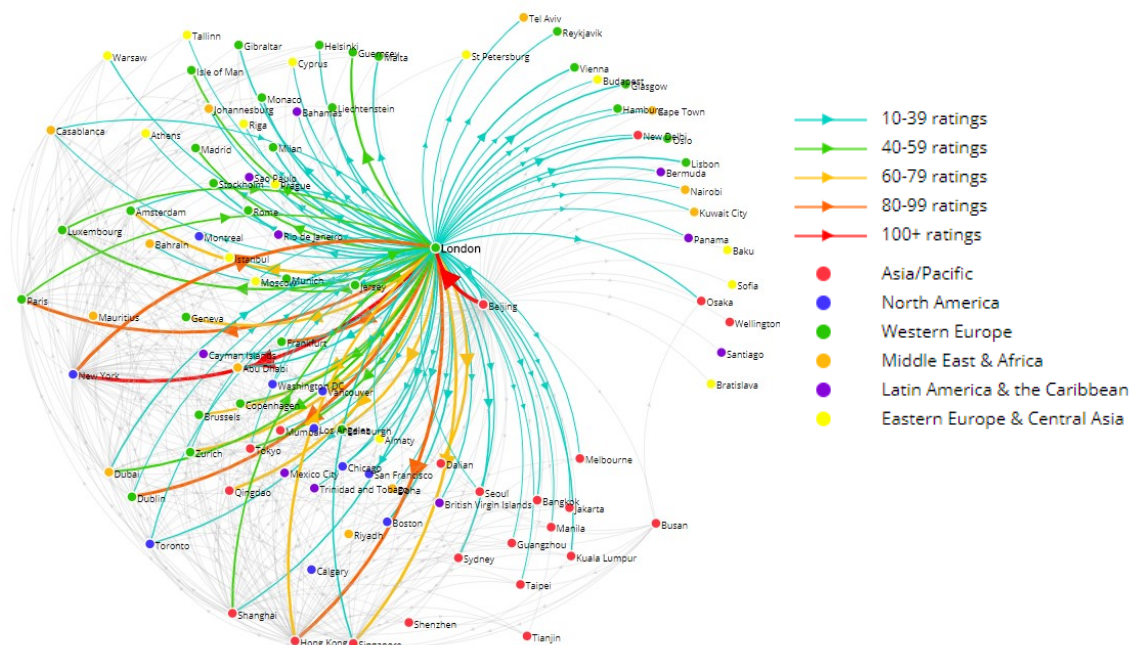 Tel Aviv
Reykjavik
Tallinn
Gibraltar
Helsinki
Guernsey
Malta
Warsaw
Cyprus
St Petersburg
Isle of Man
Vienna
Budapest
Glasgow
Monaco
Johannesburg
Bahamas
Liechtenstein
Hamburg
Cape Town
Casablanca
Athens
Riga
New Delhi
Oslo
Madrid
Milan
Lisbon
Bermuda
Sao Paulo
Stockholm
Prague
Nairobi
Amsterdam
Rome
Kuwait City
Luxembourg
Montreal
Rio de Janeiro
Panama
Bahrain
London
Baku
Istanbul
Moscow
Munich
Jersey
Sofia
Paris
Beijing
Osaka
Mauritius
Geneva
Wellington
Frankfurt
Cayman Islands
Santiago
New York
Abu Dhabi
Washington DC
Vancouver
Bratislava
Copenhagen
Brussels
Mumbai
Los Angeles
Edinburgh
Almaty
Zurich
Tokyo
Melbourne
Dubai
Mexico City
Chicago
San Francisco
Dalian
Dublin
Qingdao
Trinidad and Tobago
Doha
Seoul
British Virgin Islands
Bangkok
Jakarta
Boston
Manila
Busan
Riyadh
Toronto
Guangzhou
Sydney
Kuala Lumpur
Calgary
Taipei
Shanghai
Shenzhen
Tianjin
Hong Kong
Singapore
10-39 ratings
40-59 ratings
60-79 ratings
80-99 ratings
100+ ratings
Asia/Pacific
North America
Western Europe
Middle East & Africa
Latin America & the Caribbean
Eastern Europe & Central Asia